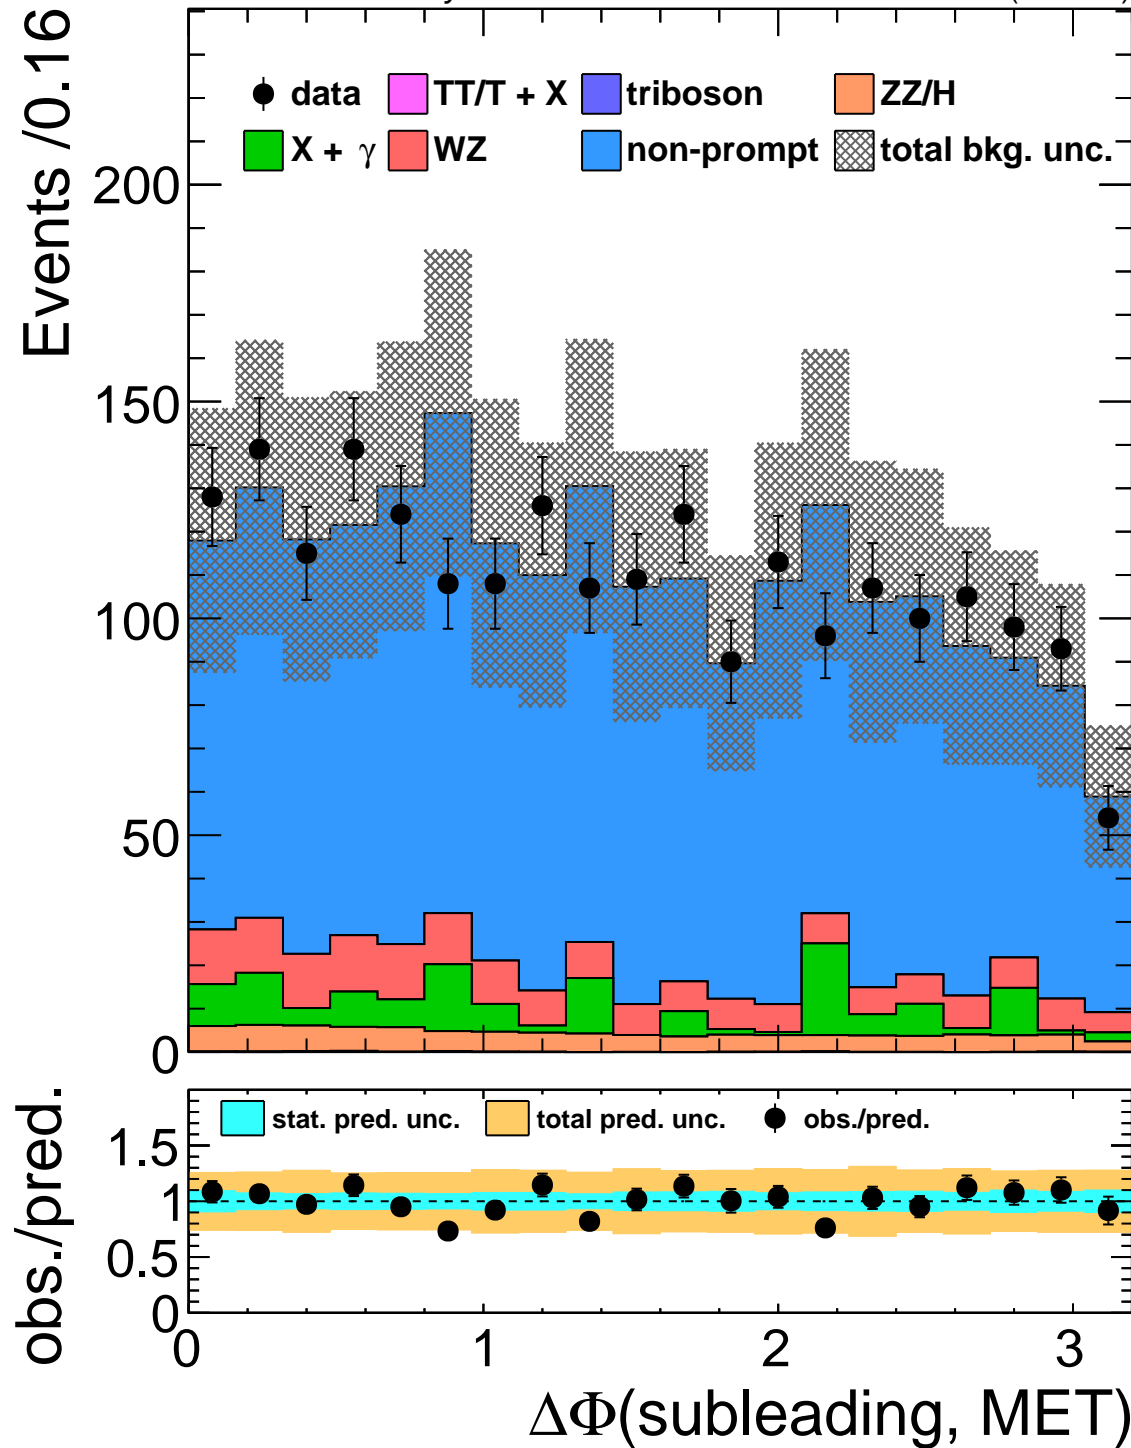 Events /0.16
data TT/T + X triboson ZZ/H
X + γ WZ non-prompt total bkg. unc.
200
150
100
50
0
obs./pred.
stat. pred. unc. total pred. unc. obs./pred.
1.5
1
0.5
0
0 1 2 3
ΔΦ(subleading, MET)